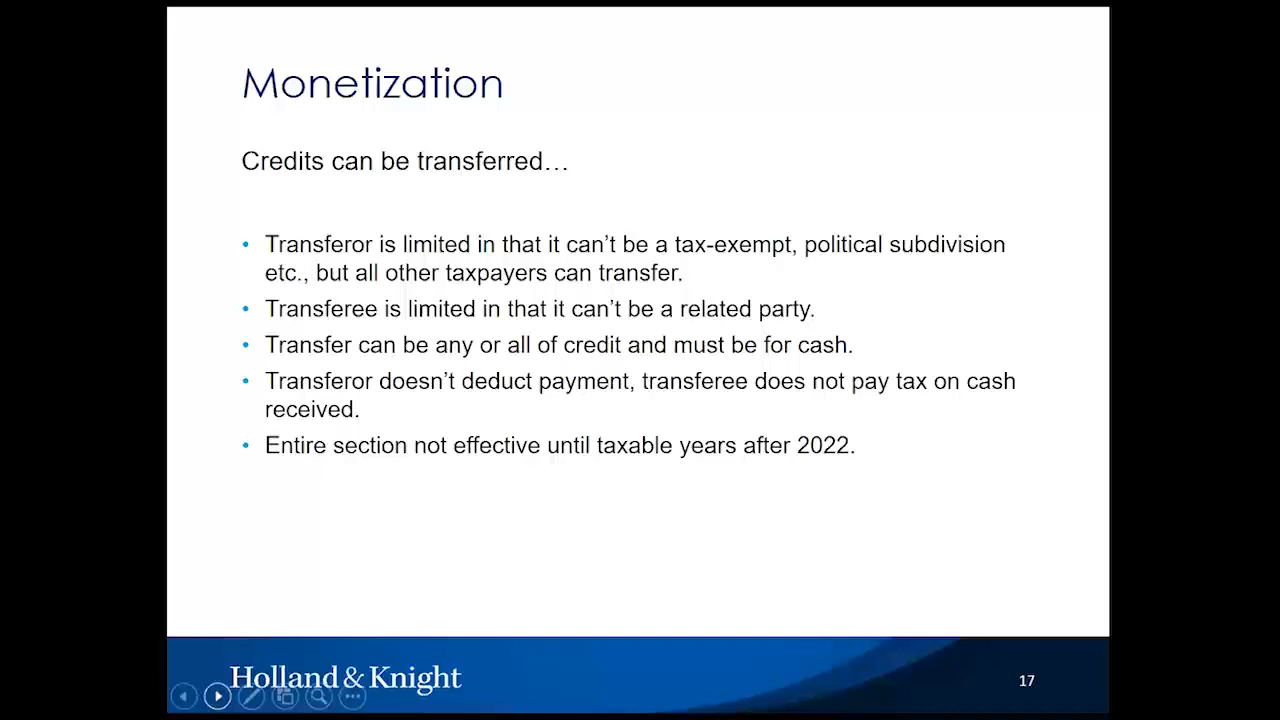 Monetization
Credits can be transferred…
• Transferor is limited in that it can’t be a tax-exempt, political subdivision
etc., but all other taxpayers can transfer.
• Transferee is limited in that it can’t be a related party.
• Transfer can be any or all of credit and must be for cash.
• Transferor doesn’t deduct payment, transferee does not pay tax on cash
received.
• Entire section not effective until taxable years after 2022.
Holland & Knight
17